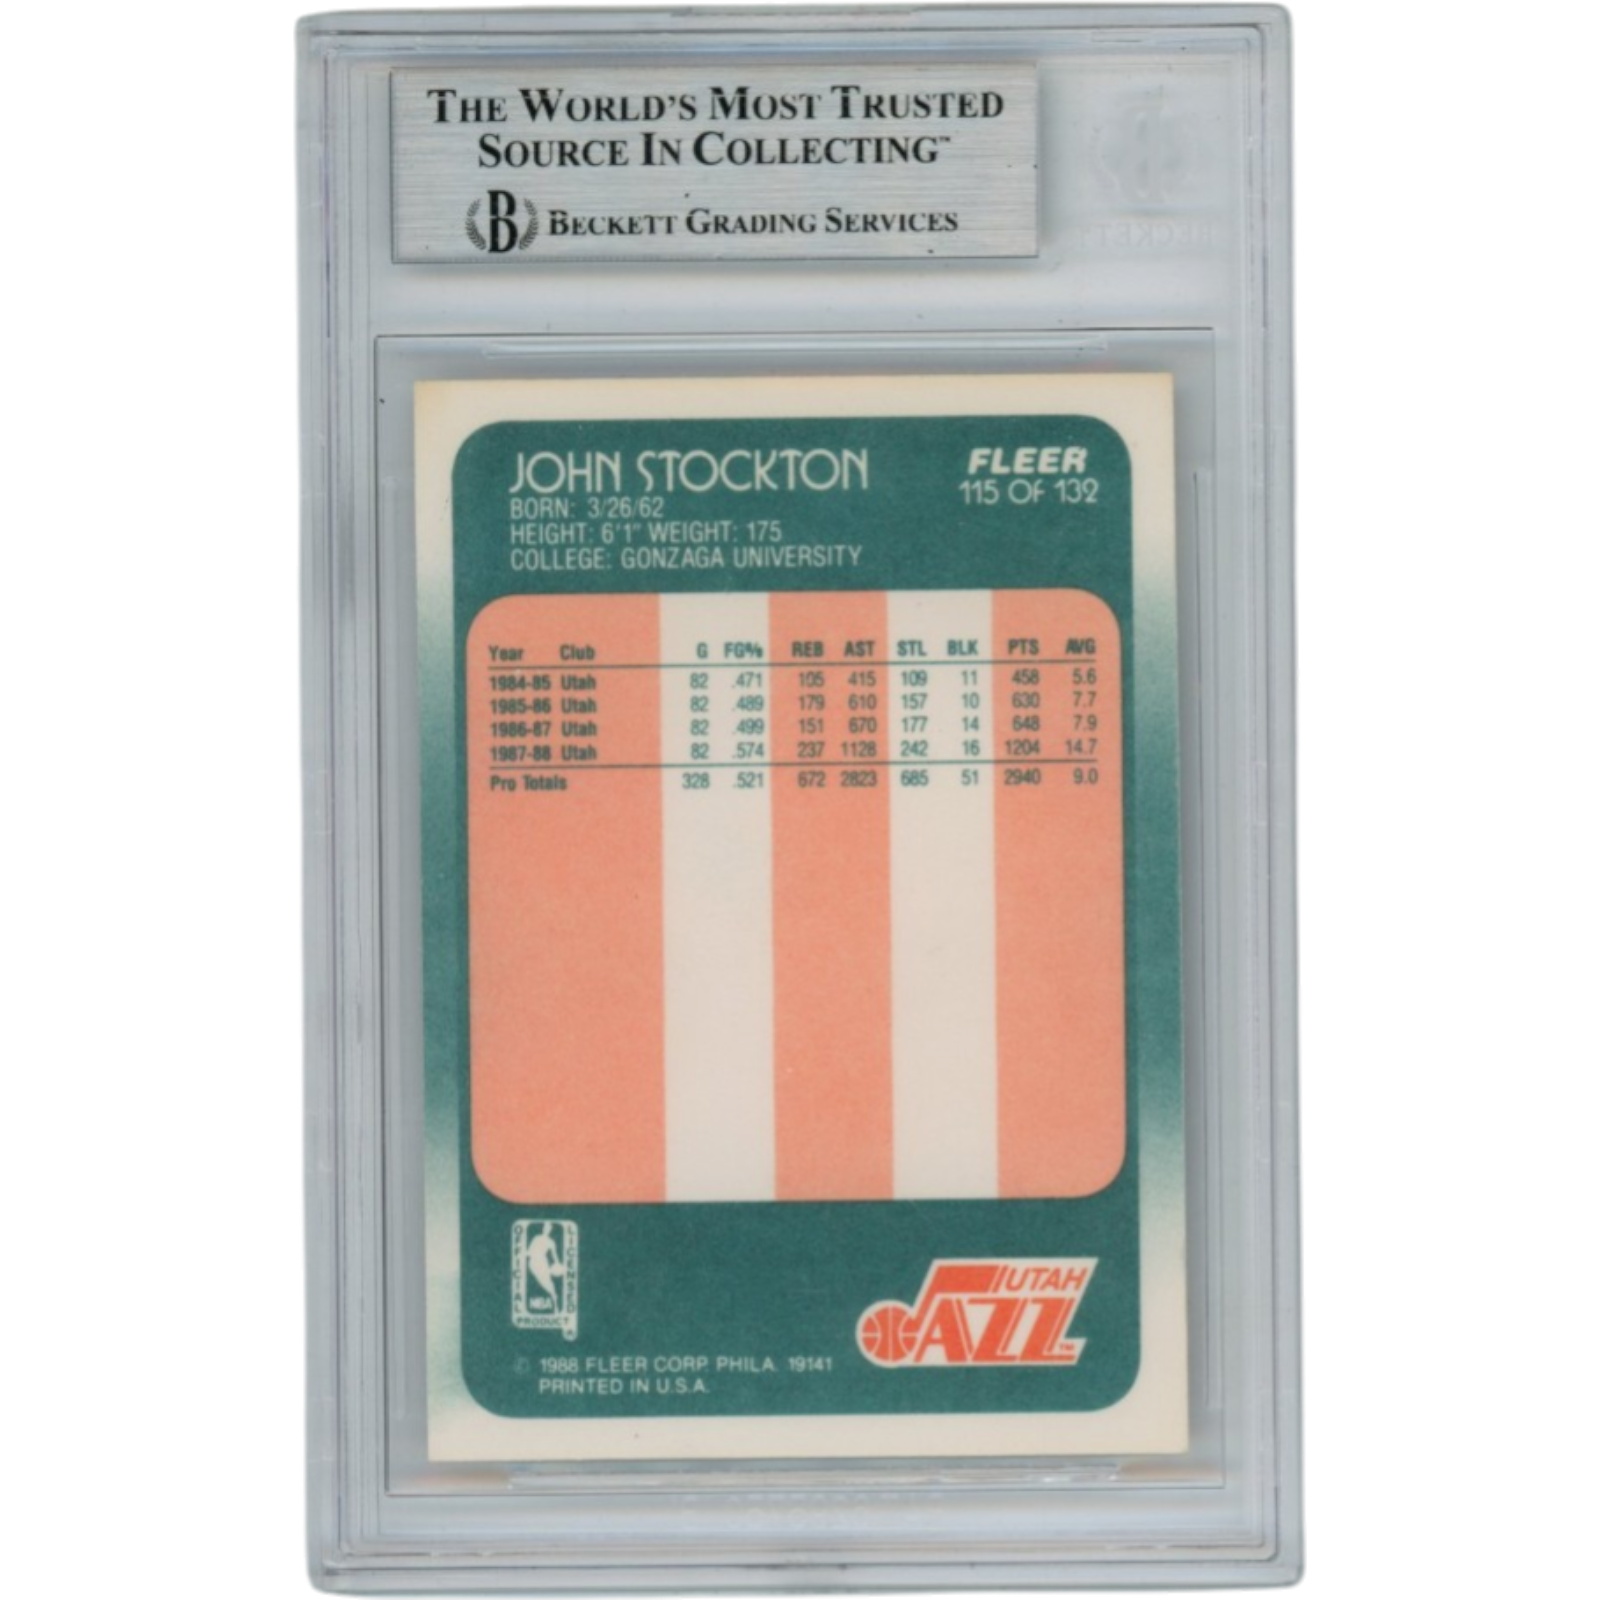 THE WORLD'S MOST TRUSTED
SOURCE IN COLLECTING™
B BECKETT GRADING SERVICES
JOHN STOCKTON
FLEER
115 OF 132
BORN: 3/26/62
HEIGHT: 6'1" WEIGHT: 175
COLLEGE: GONZAGA UNIVERSITY
Year Club G FG% REB AST STL BLK PTS AVG
1984-85 Utah 82 .471 105 415 109 11 458 5.6
1985-86 Utah 82 .489 179 610 157 10 630 7.7
1986-87 Utah 82 .499 151 670 177 14 648 7.9
1987-88 Utah 82 .574 237 1128 242 16 1204 14.7
Pro Totals 328 .521 672 2823 685 51 2940 9.0
OFFICIAL
LICENSED
NBA
PRODUCT
UTAH
JAZZ™
© 1988 FLEER CORP. PHILA. 19141
PRINTED IN U.S.A.